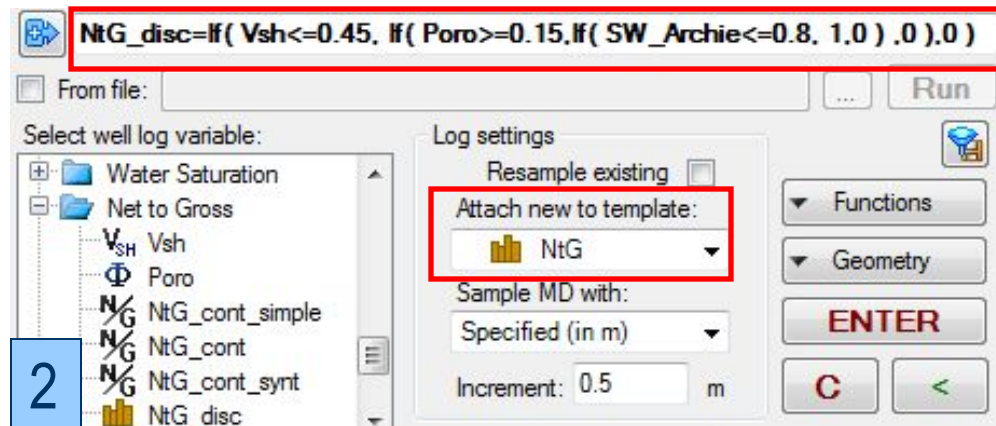 NtG_disc=If( Vsh<=0.45, If( Poro>=0.15,If( SW_Archie<=0.8, 1,0 ) ,0 ),0 )
From file: ... Run
Select well log variable:
Water Saturation
Net to Gross
VSH Vsh
Φ Poro
N/G NtG_cont_simple
N/G NtG_cont
N/G NtG_cont_synt
NtG_disc
2
Log settings
Resample existing
Attach new to template:
NtG
Sample MD with:
Specified (in m)
Increment: 0.5 m
Functions
Geometry
ENTER
C <